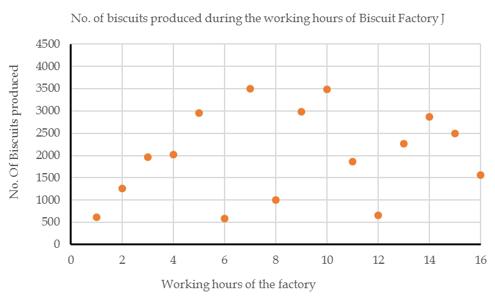 No. of biscuits produced during the working hours of Biscuit Factory J
No. Of Biscuits produced
4500
4000
3500
3000
2500
2000
1500
1000
500
0
0 2 4 6 8 10 12 14 16
Working hours of the factory